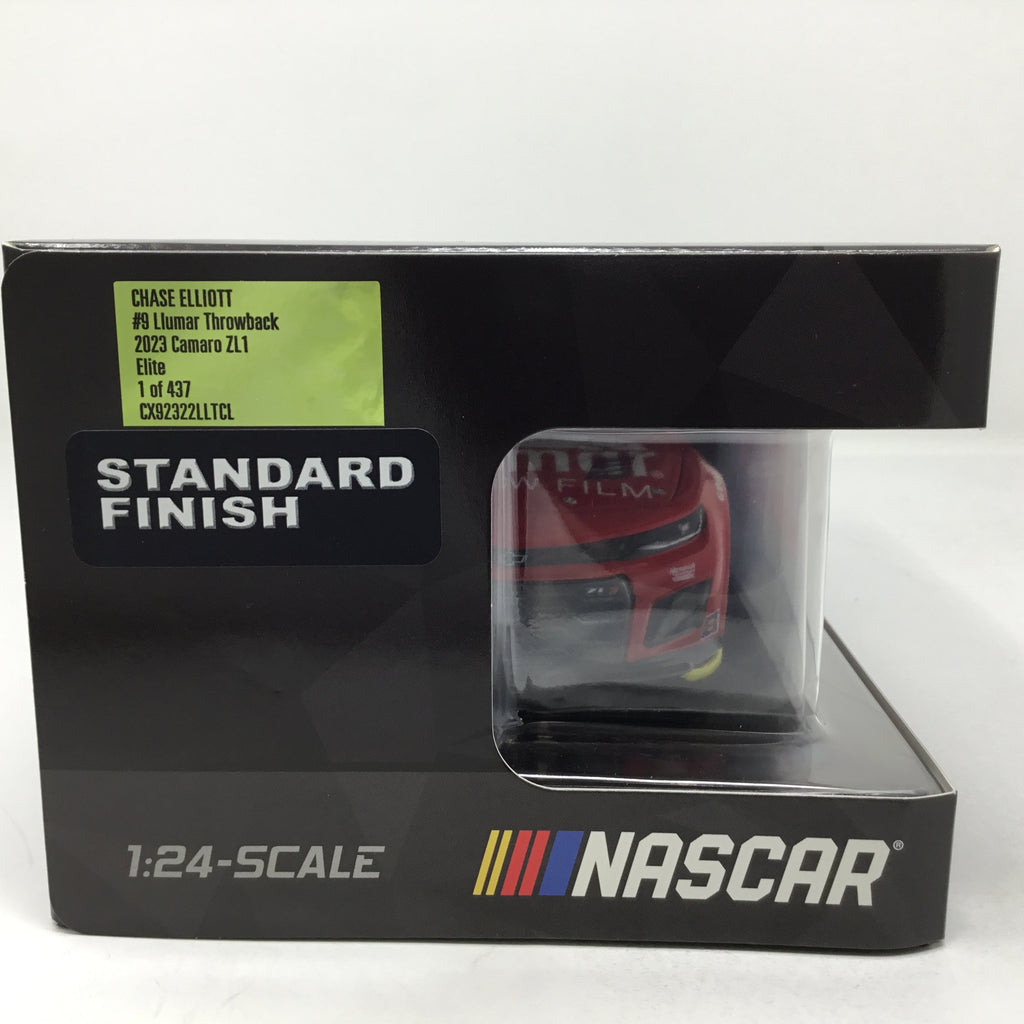 CHASE ELLIOTT
#9 Llumar Throwback
2023 Camaro ZL1
Elite
1 of 437
CX92322LLTCL
STANDARD
FINISH
FILM
1:24-SCALE
NASCAR®